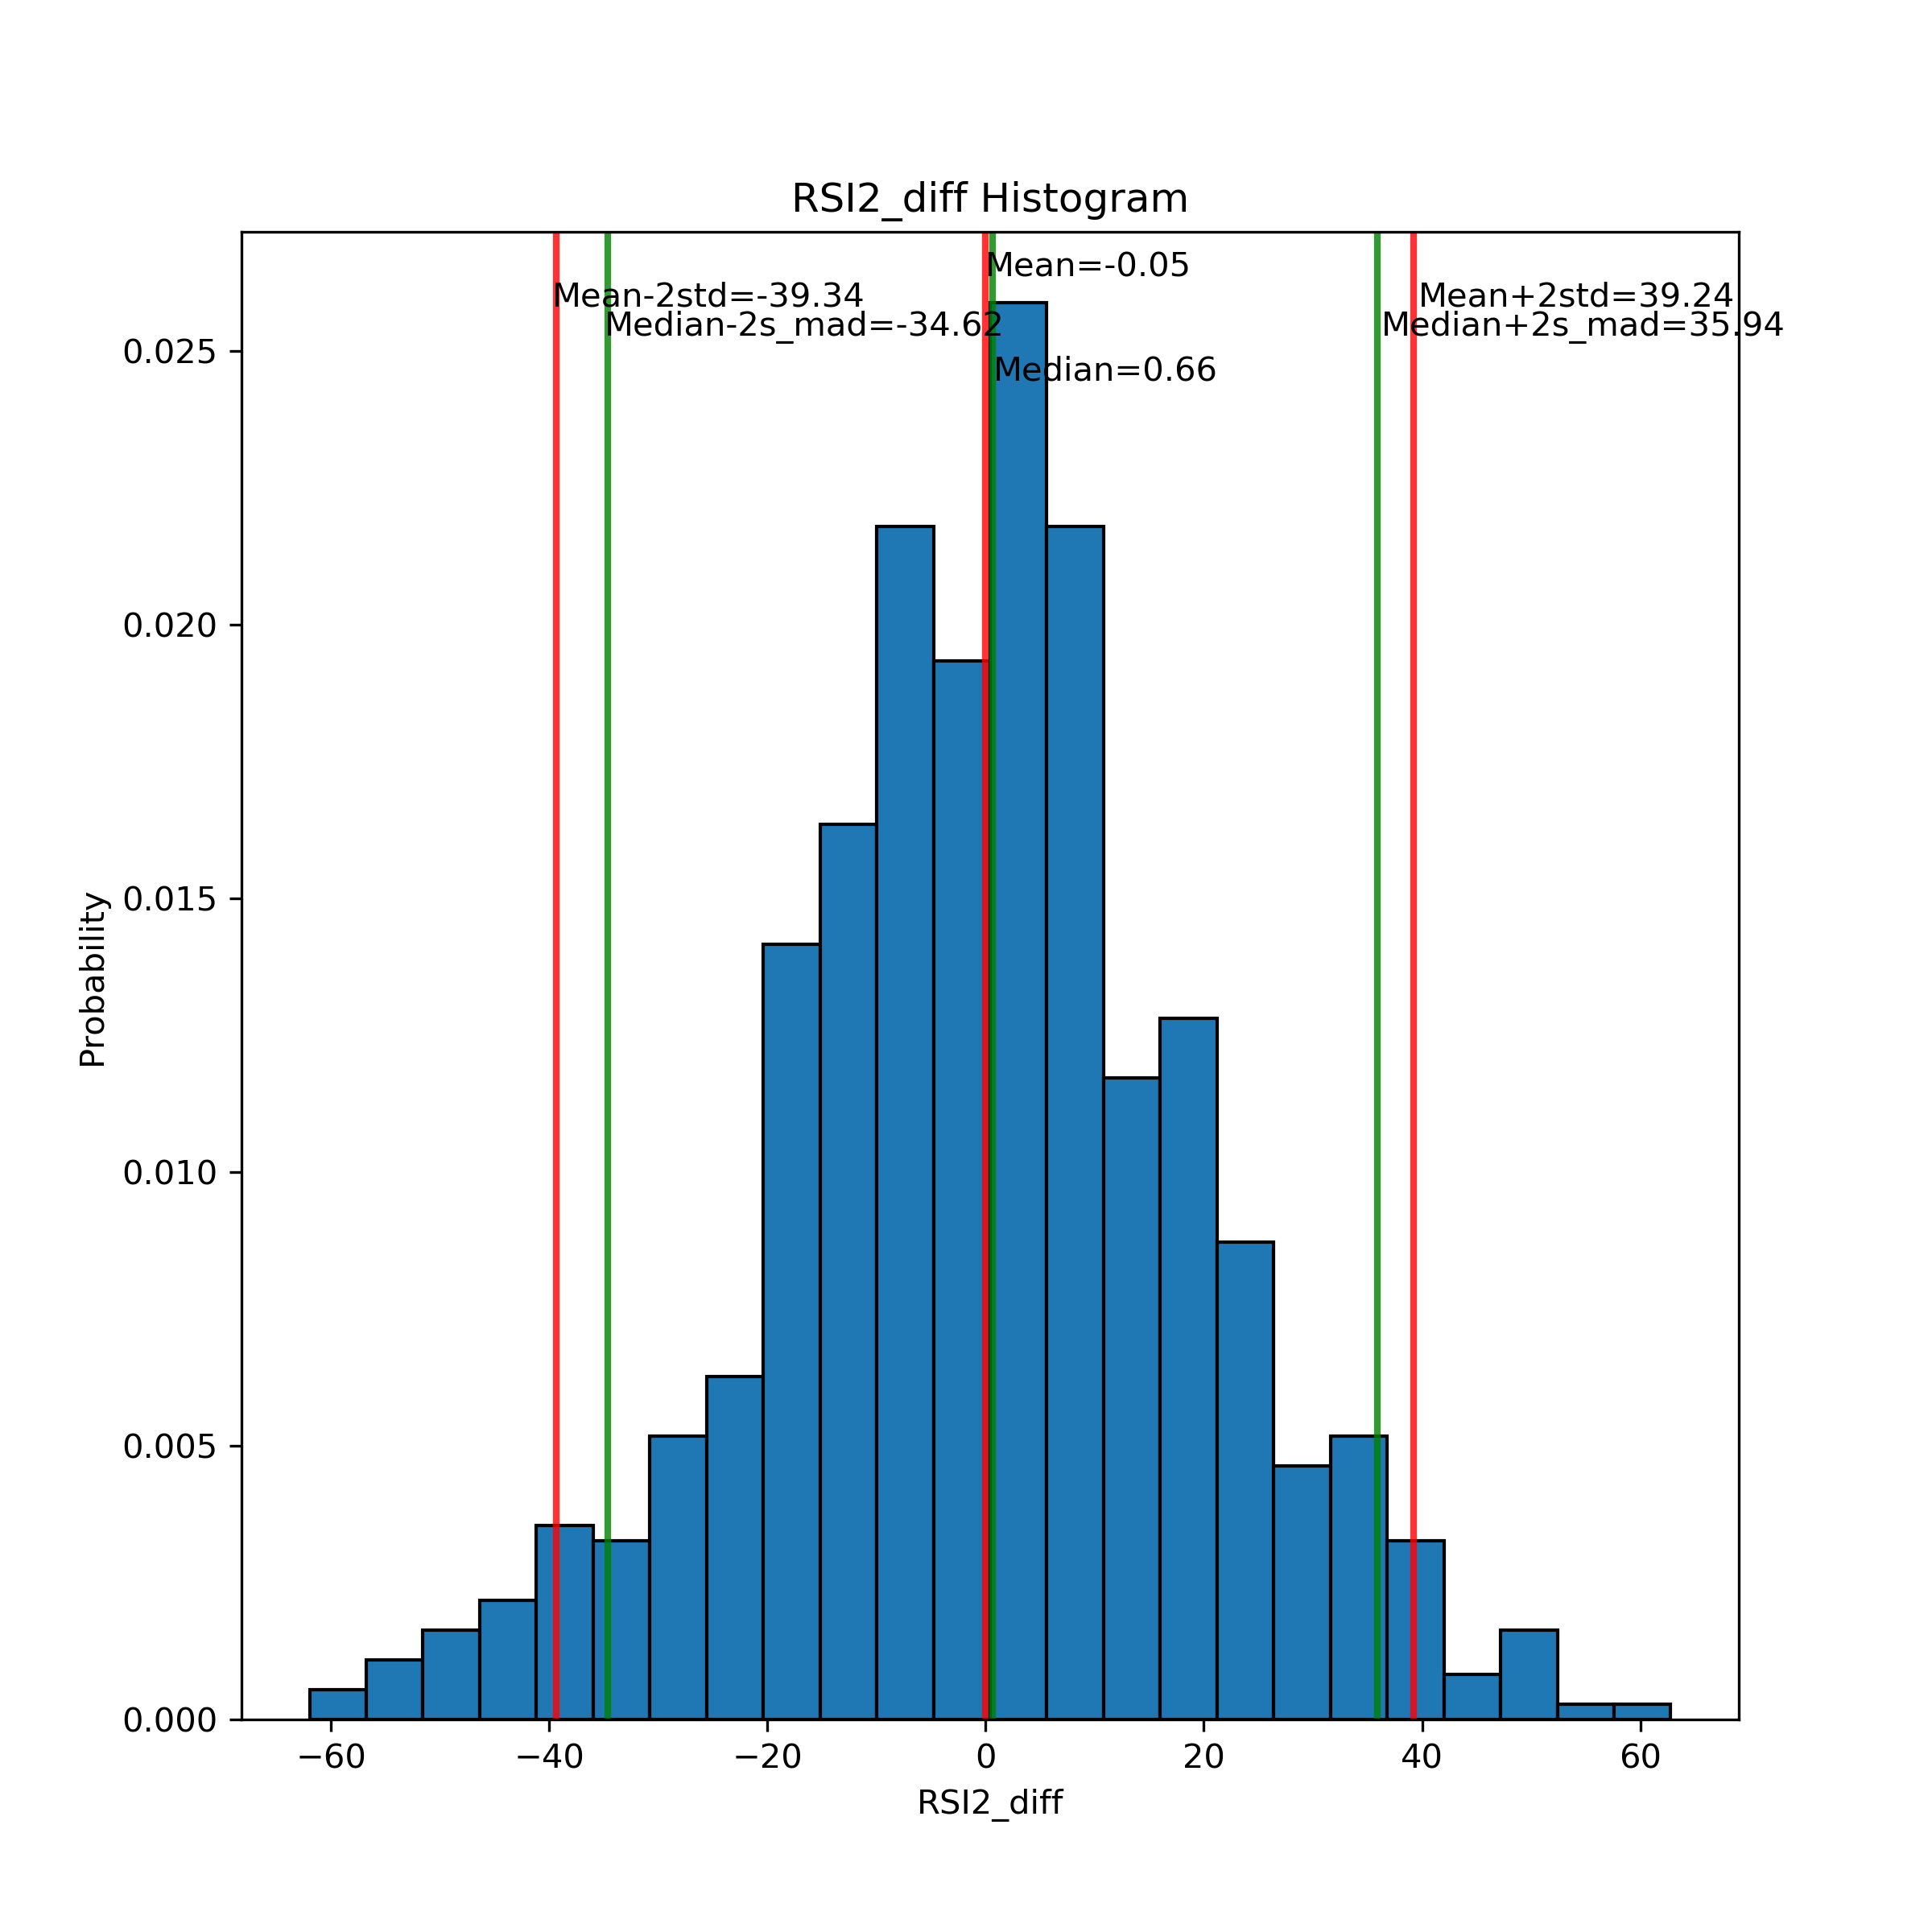 RSI2_diff Histogram
Mean=-0.05
Mean-2std=-39.34
Mean+2std=39.24
Median-2s_mad=-34.62
Median+2s_mad=35.94
Median=0.66
0.025
0.020
0.015
0.010
0.005
0.000
Probability
−60 −40 −20 0 20 40 60
RSI2_diff